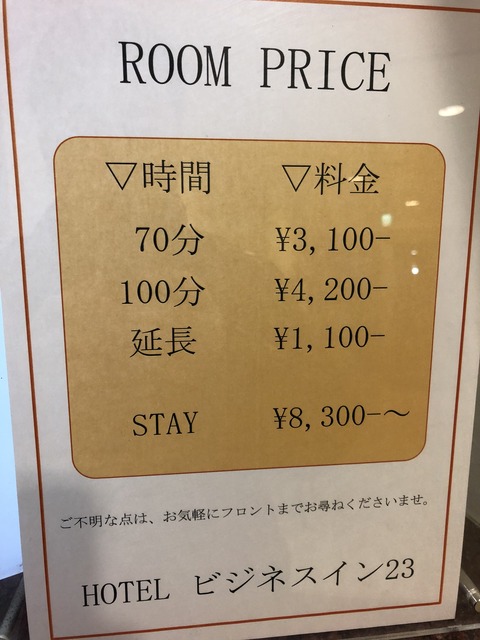 ROOM PRICE
▽時間 ▽料金
70分 ¥3,100-
100分 ¥4,200-
延長 ¥1,100-
STAY ¥8,300-～
ご不明な点は、お気軽にフロントまでお尋ねくださいませ。
HOTEL ビジネスイン23